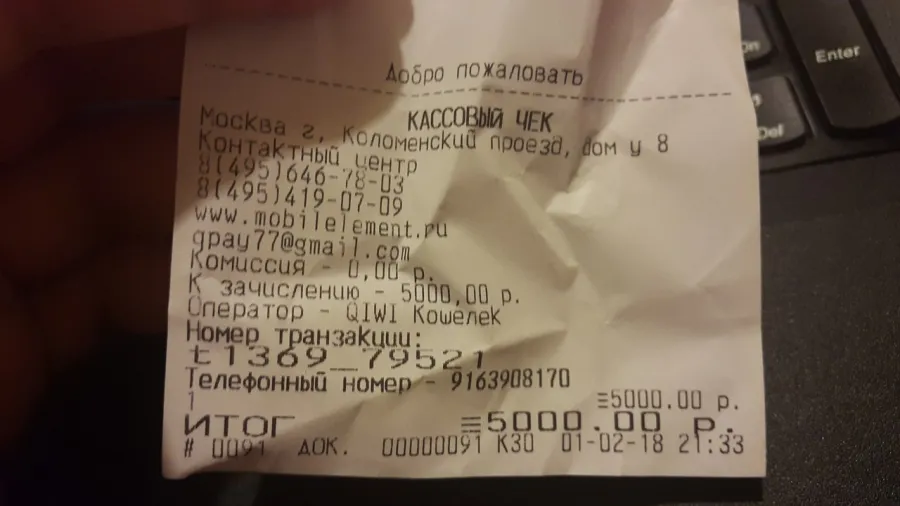 Добро пожаловать
КАССОВЫЙ ЧЕК
Москва г, Коломенский проезд, дом у 8
Контактный центр
8(495)646-78-03
8(495)419-07-09
www.mobilelement.ru
gpay77@gmail.com
Комиссия - 0,00 р.
К зачислению - 5000,00 р.
Оператор - QIWI Кошелек
Номер транзакции:
t1369_79521
Телефонный номер - 9163908170
1 ≡5000.00 р.
ИТОГ ≡5000.00 р.
# 0091 ДОК. 00000091 К30 01-02-18 21:33
Enter
Del